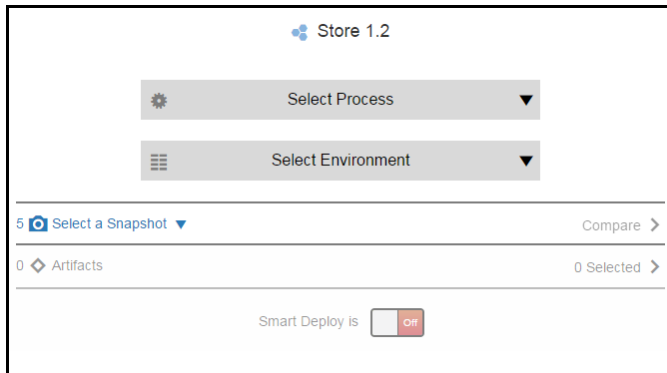 Store 1.2
Select Process
Select Environment
5 Select a Snapshot
Compare
0 Artifacts
0 Selected
Smart Deploy is Off